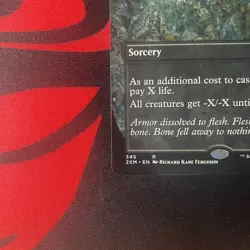 Sorcery
As an additional cost to cas
pay X life.
All creatures get -X/-X unti
Armor dissolved to flesh. Flesh
bone. Bone fell away to nothin
345 R
2XM • EN RICHARD KANE FERGUSON